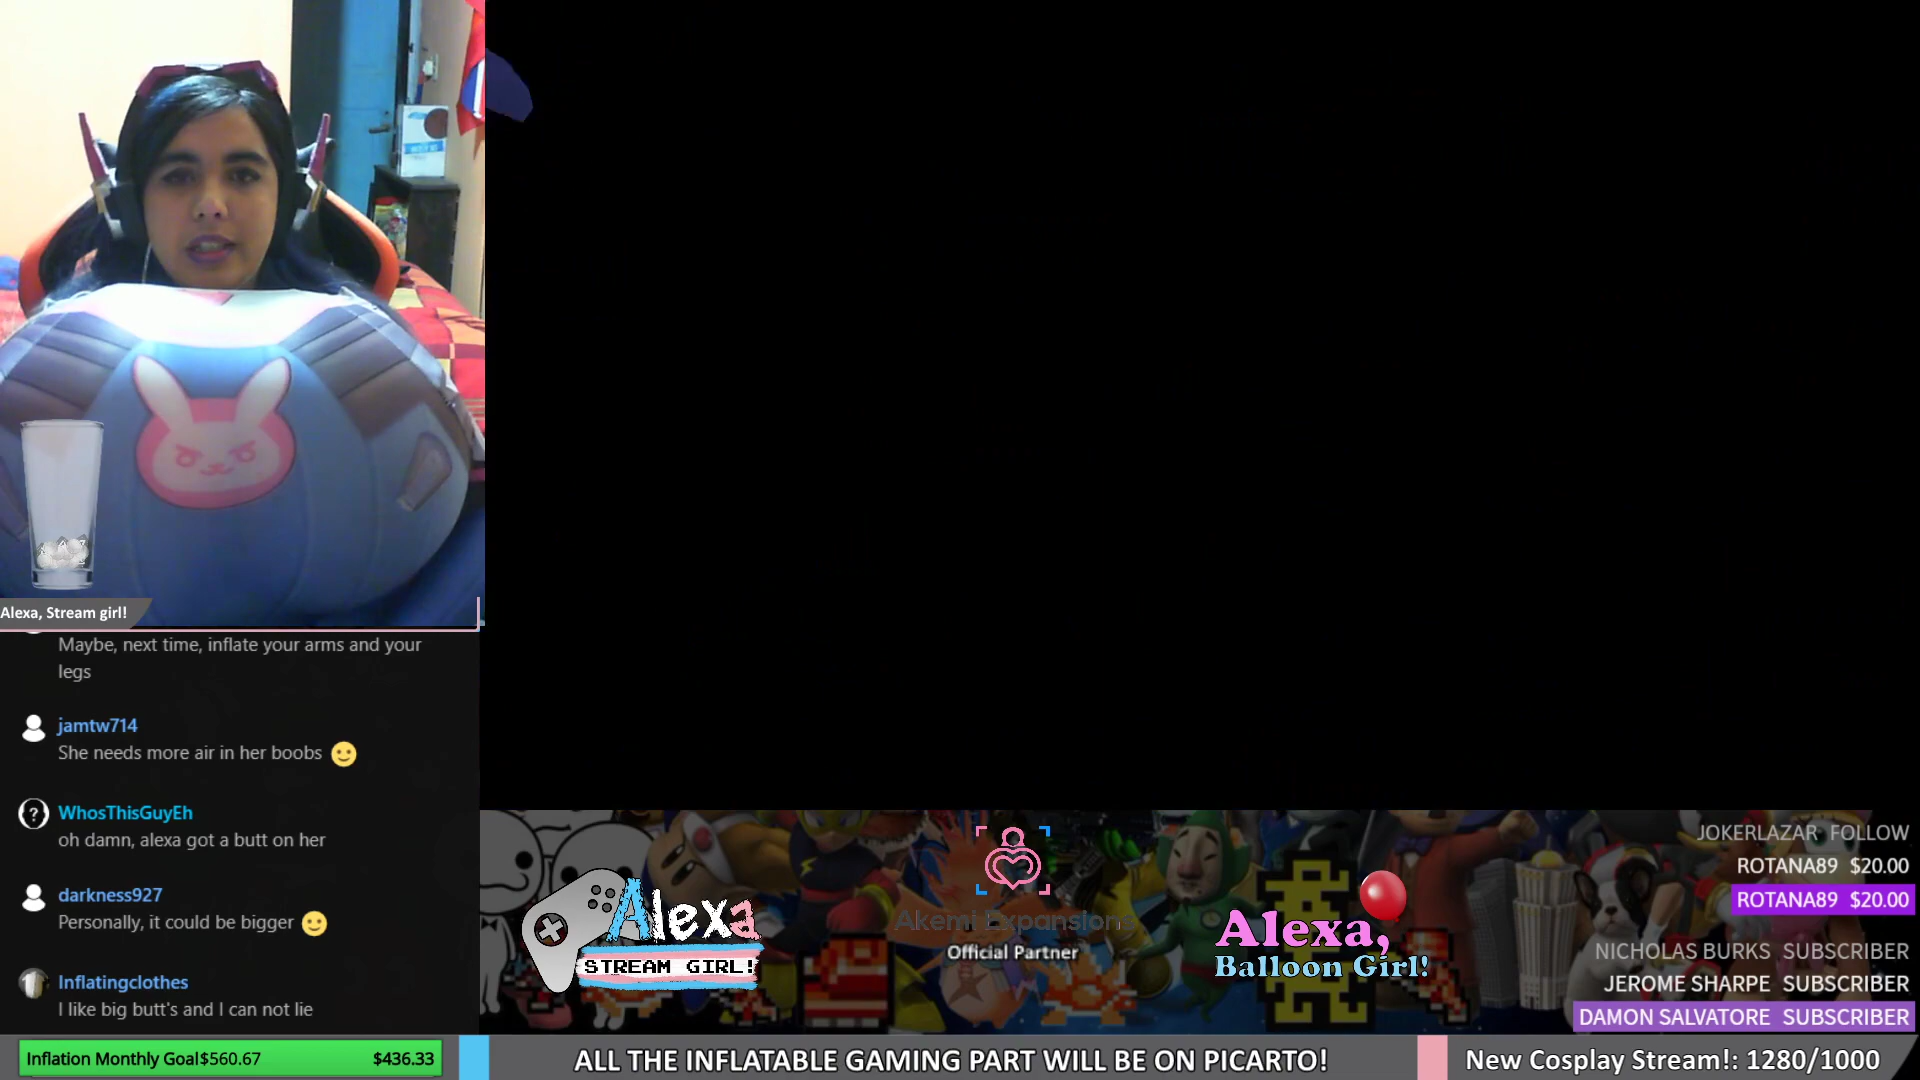 Alexa, Stream girl!
Maybe, next time, inflate your arms and your
legs
jamtw714
She needs more air in her boobs
WhosThisGuyEh
oh damn, alexa got a butt on her
darkness927
Personally, it could be bigger
Inflatingclothes
I like big butt's and I can not lie
Alexa
STREAM GIRL!
Akemi Expansions
Official Partner
Alexa,
Balloon Girl!
JOKERLAZAR FOLLOW
ROTANA89 $20.00
ROTANA89 $20.00
NICHOLAS BURKS SUBSCRIBER
JEROME SHARPE SUBSCRIBER
DAMON SALVATORE SUBSCRIBER
Inflation Monthly Goal$560.67 $436.33
ALL THE INFLATABLE GAMING PART WILL BE ON PICARTO!
New Cosplay Stream!: 1280/1000